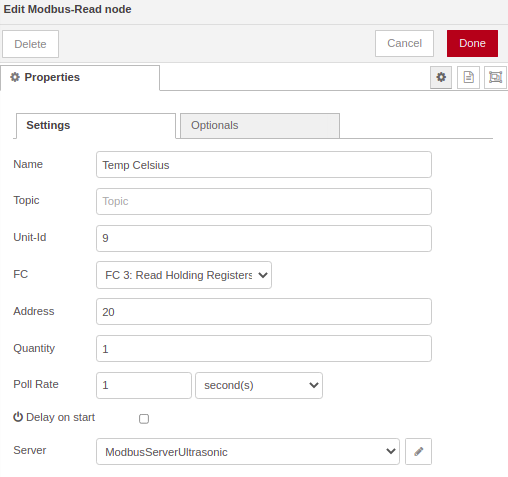 Edit Modbus-Read node
Delete
Cancel
Done
Properties
Settings
Optionals
Name
Temp Celsius
Topic
Topic
Unit-Id
9
FC
FC 3: Read Holding Registers
Address
20
Quantity
1
Poll Rate
1
second(s)
Delay on start
Server
ModbusServerUltrasonic